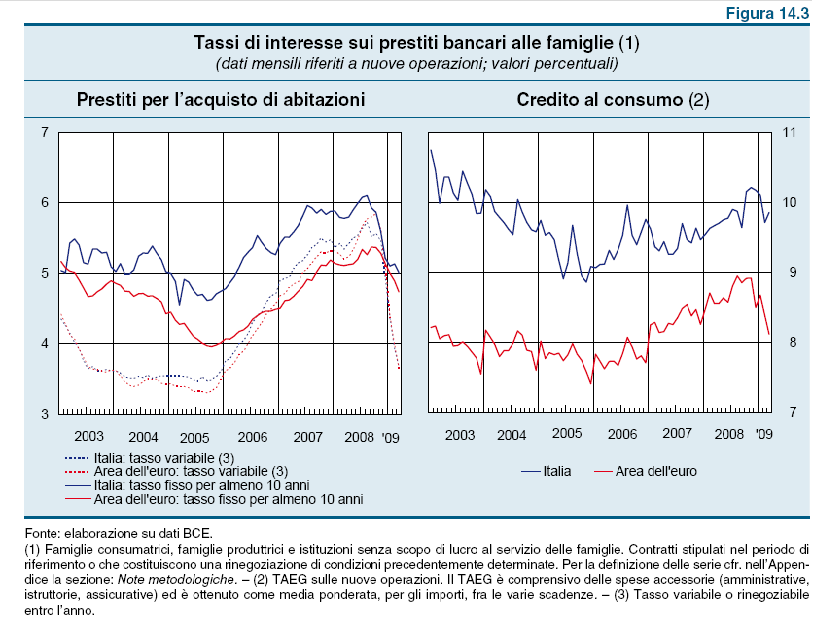 Figura 14.3
Tassi di interesse sui prestiti bancari alle famiglie (1)
(dati mensili riferiti a nuove operazioni; valori percentuali)
Prestiti per l'acquisto di abitazioni
Credito al consumo (2)
7
6
5
4
3
2003 2004 2005 2006 2007 2008 '09
11
10
9
8
7
2003 2004 2005 2006 2007 2008 '09
Italia: tasso variabile (3)
Area dell'euro: tasso variabile (3)
Italia: tasso fisso per almeno 10 anni
Area dell'euro: tasso fisso per almeno 10 anni
Italia Area dell'euro
Fonte: elaborazione su dati BCE.
(1) Famiglie consumatrici, famiglie produttrici e istituzioni senza scopo di lucro al servizio delle famiglie. Contratti stipulati nel periodo di
riferimento o che costituiscono una rinegoziazione di condizioni precedentemente determinate. Per la definizione delle serie cfr. nell'Appen-
dice la sezione: Note metodologiche. – (2) TAEG sulle nuove operazioni. Il TAEG è comprensivo delle spese accessorie (amministrative,
istruttorie, assicurative) ed è ottenuto come media ponderata, per gli importi, fra le varie scadenze. – (3) Tasso variabile o rinegoziabile
entro l'anno.